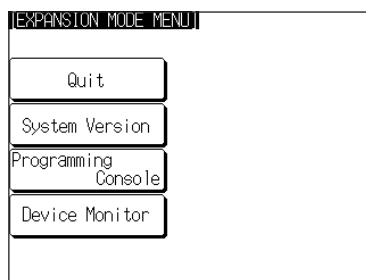 [EXPANSION MODE MENU]
Quit
System Version
Programming
Console
Device Monitor